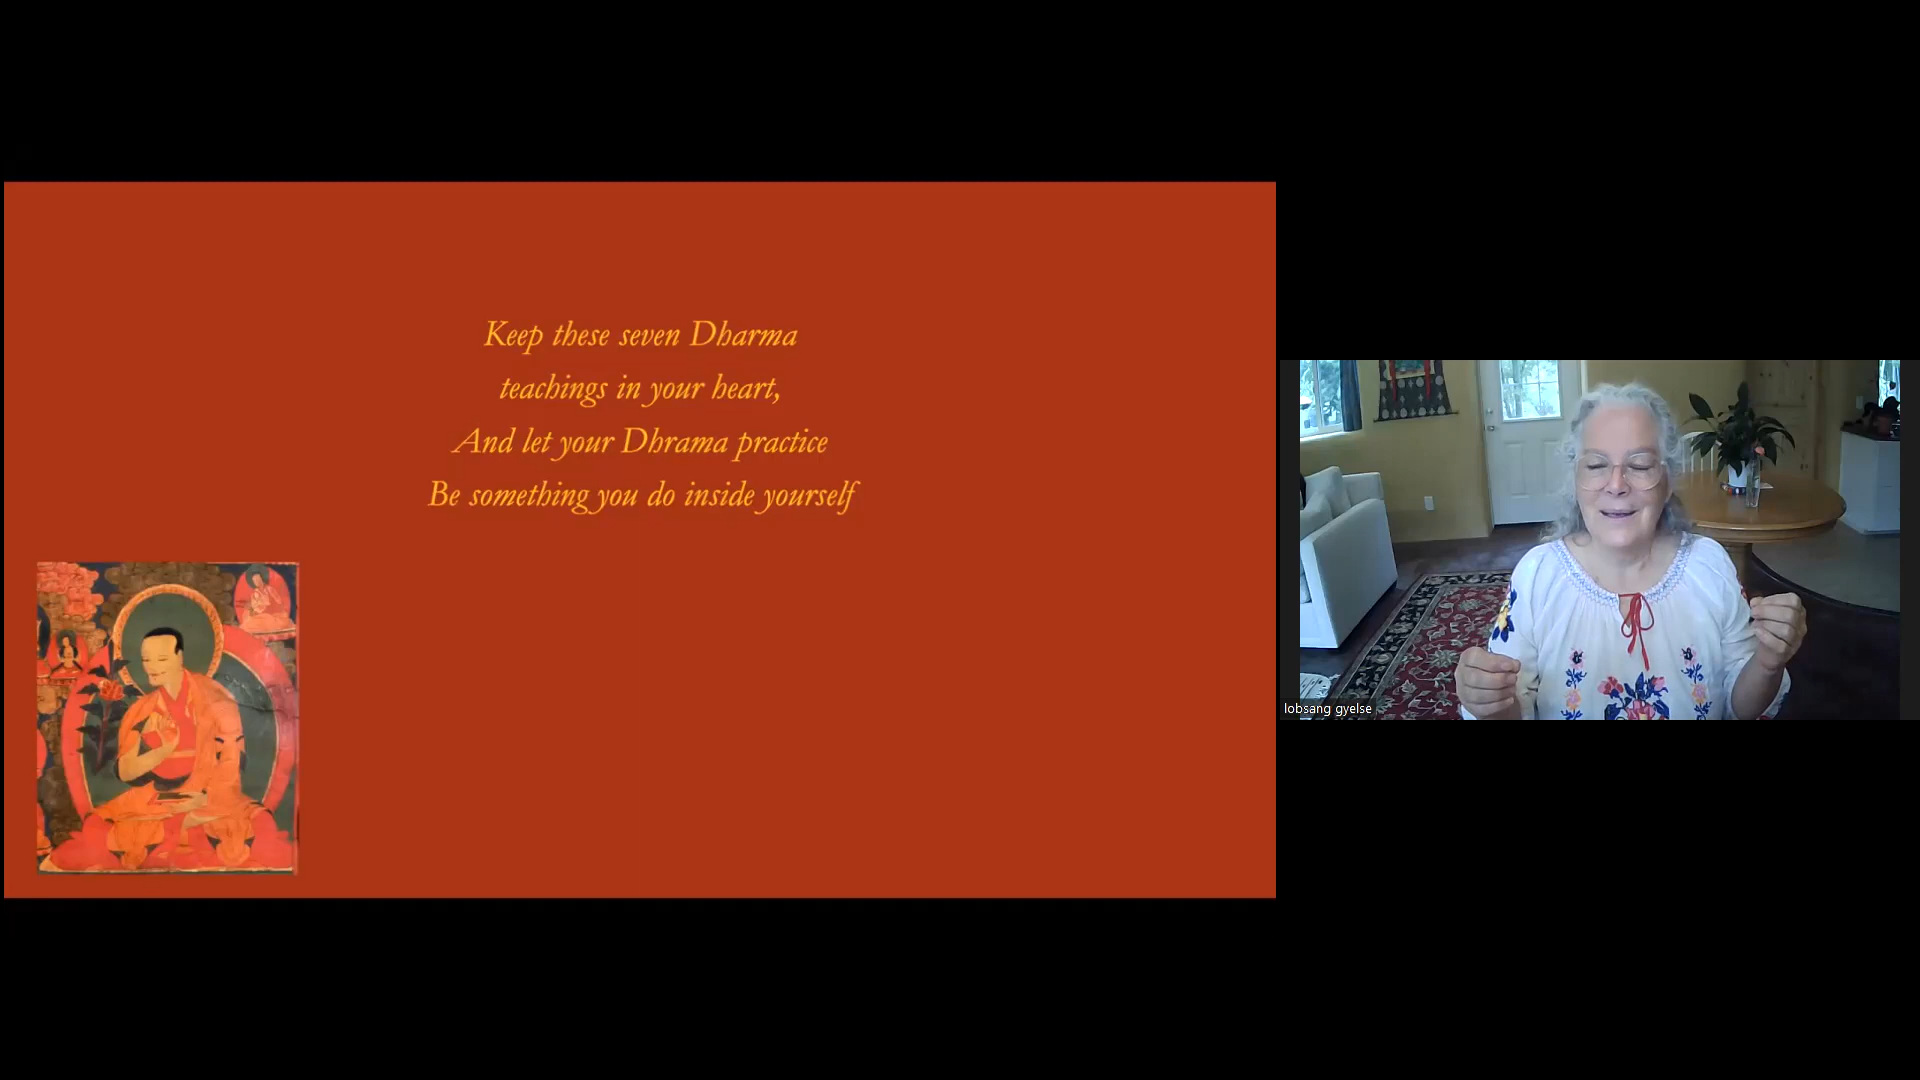 Keep these seven Dharma
teachings in your heart,
And let your Dhrama practice
Be something you do inside yourself
lobsang gyelse